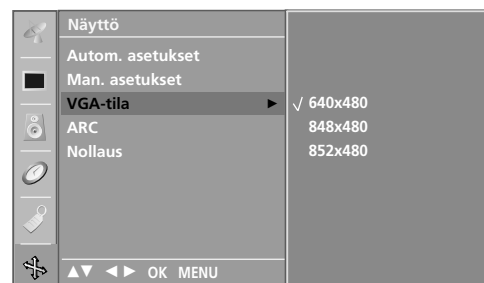 Näyttö
Autom. asetukset
Man. asetukset
VGA-tila ► √ 640x480
ARC 848x480
Nollaus 852x480
▲▼ ◄► OK MENU